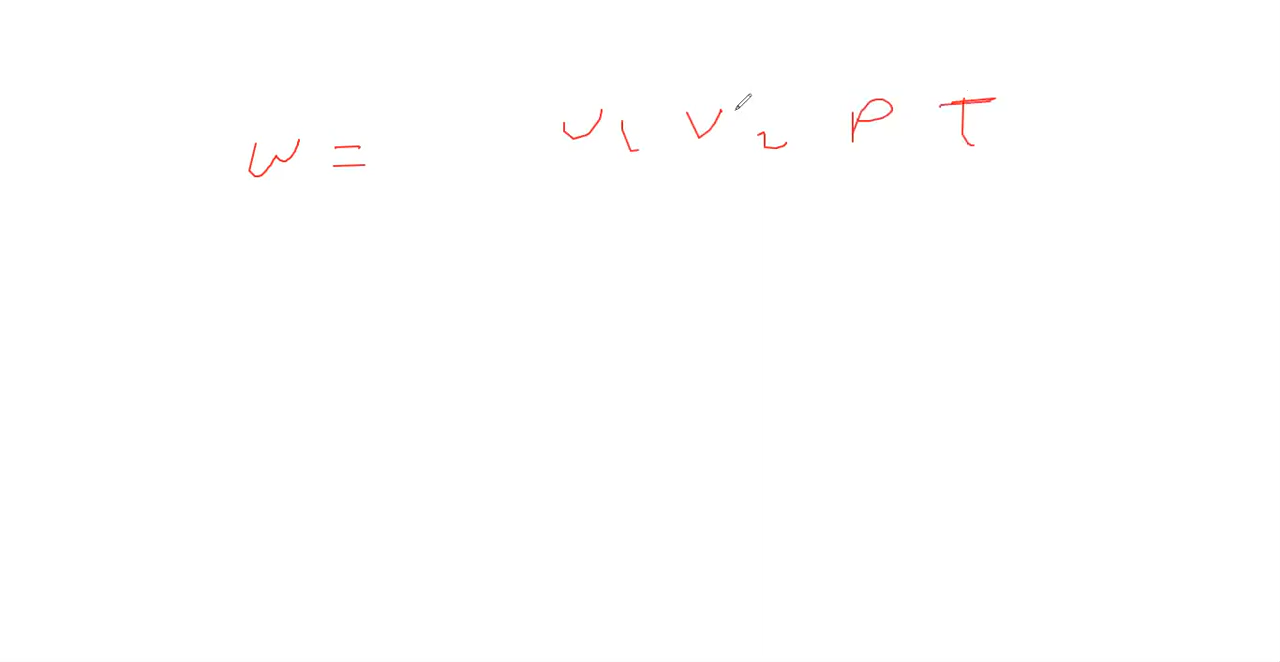 W = V₁ V₂ P T